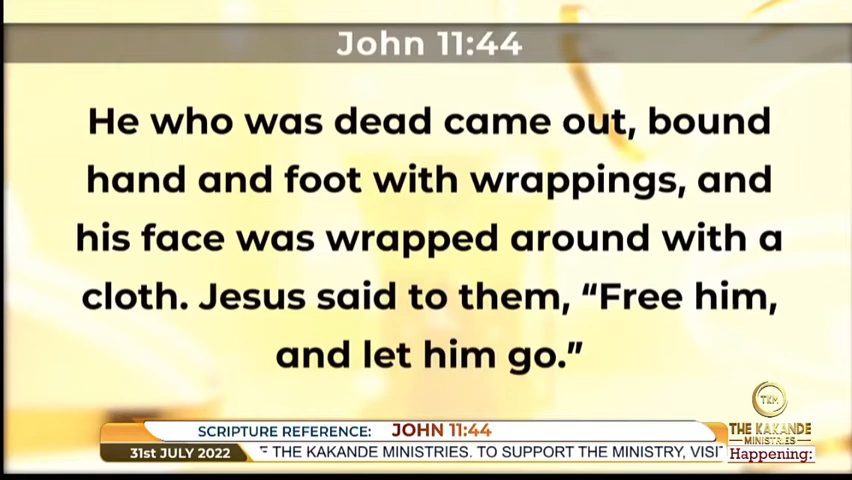 John 11:44
He who was dead came out, bound
hand and foot with wrappings, and
his face was wrapped around with a
cloth. Jesus said to them, “Free him,
and let him go.”
TKM
THE KAKANDE
MINISTRIES
Happening:
SCRIPTURE REFERENCE: JOHN 11:44
31st JULY 2022 THE KAKANDE MINISTRIES. TO SUPPORT THE MINISTRY,